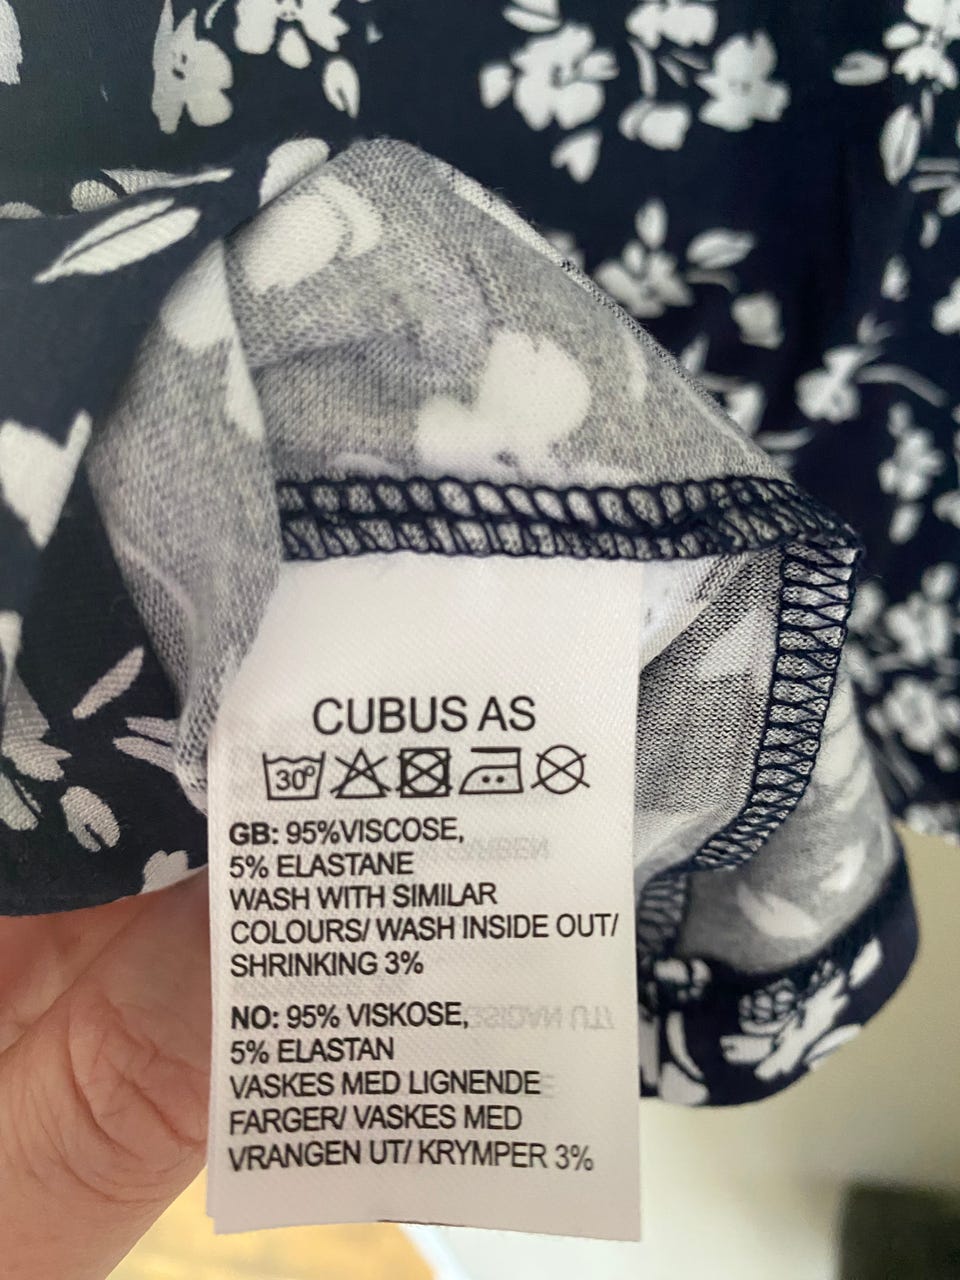 CUBUS AS
30°
GB: 95%VISCOSE,
5% ELASTANE
WASH WITH SIMILAR
COLOURS/ WASH INSIDE OUT/
SHRINKING 3%
NO: 95% VISKOSE,
5% ELASTAN
VASKES MED LIGNENDE
FARGER/ VASKES MED
VRANGEN UT/ KRYMPER 3%